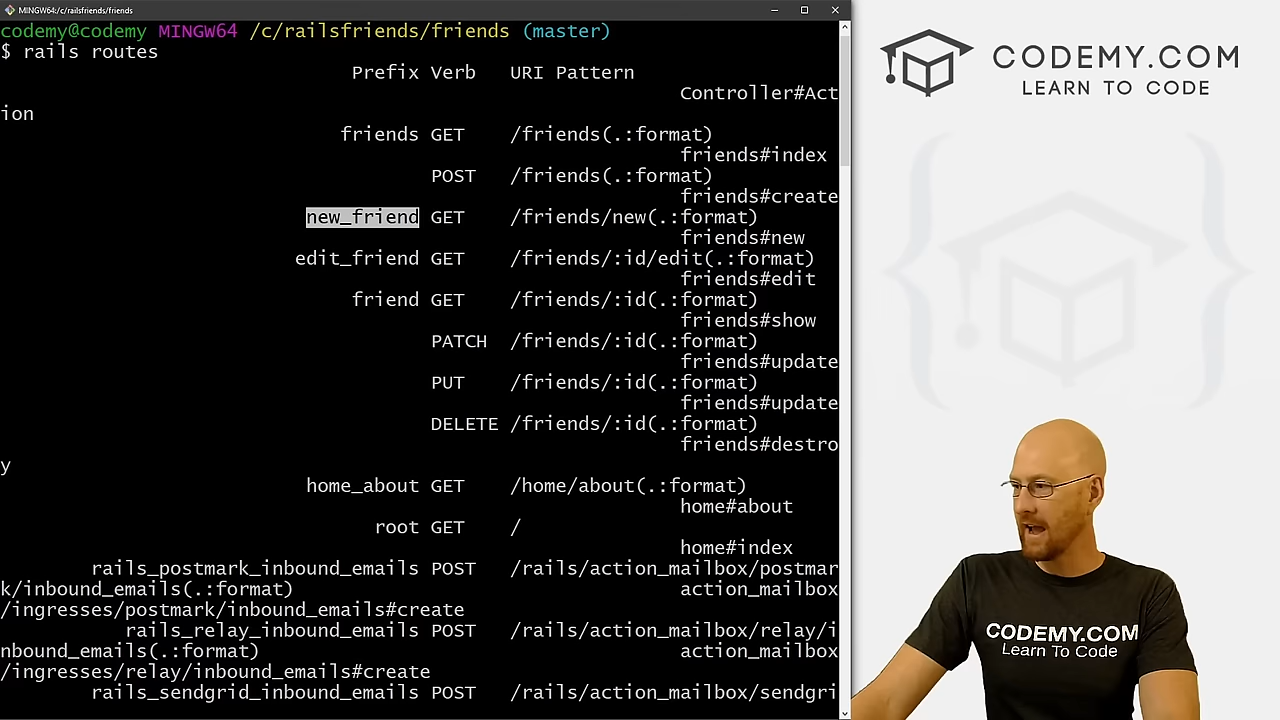 MINGW64:/c/railsfriends/friends
codemy@codemy MINGW64 /c/railsfriends/friends (master)
$ rails routes
Prefix Verb URI Pattern
Controller#Act
ion
friends GET /friends(.:format)
friends#index
POST /friends(.:format)
friends#create
new_friend GET /friends/new(.:format)
friends#new
edit_friend GET /friends/:id/edit(.:format)
friends#edit
friend GET /friends/:id(.:format)
friends#show
PATCH /friends/:id(.:format)
friends#update
PUT /friends/:id(.:format)
friends#update
DELETE /friends/:id(.:format)
friends#destro
y
home_about GET /home/about(.:format)
home#about
root GET /
home#index
rails_postmark_inbound_emails POST /rails/action_mailbox/postmar
k/inbound_emails(.:format) action_mailbox
/ingresses/postmark/inbound_emails#create
rails_relay_inbound_emails POST /rails/action_mailbox/relay/i
nbound_emails(.:format) action_mailbox
/ingresses/relay/inbound_emails#create
rails_sendgrid_inbound_emails POST /rails/action_mailbox/sendgri
CODEMY.COM
LEARN TO CODE
CODEMY.COM
Learn To Code